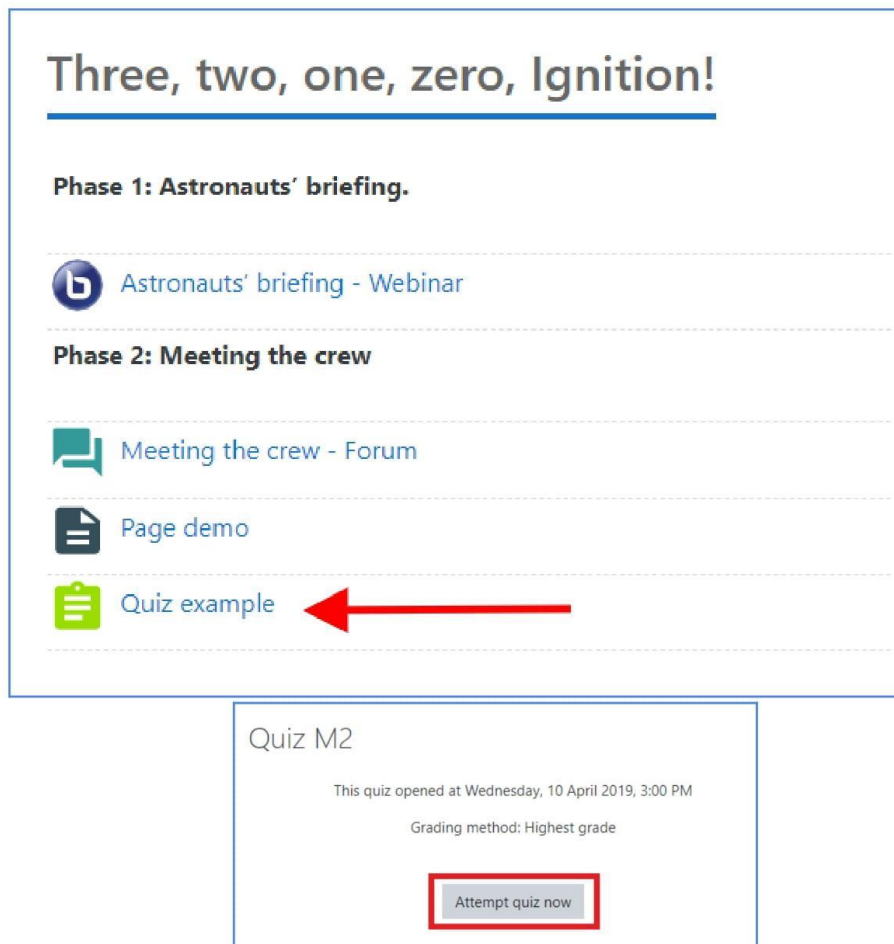 Three, two, one, zero, Ignition!
Phase 1: Astronauts’ briefing.
Astronauts’ briefing - Webinar
Phase 2: Meeting the crew
Meeting the crew - Forum
Page demo
Quiz example
Quiz M2
This quiz opened at Wednesday, 10 April 2019, 3:00 PM
Grading method: Highest grade
Attempt quiz now